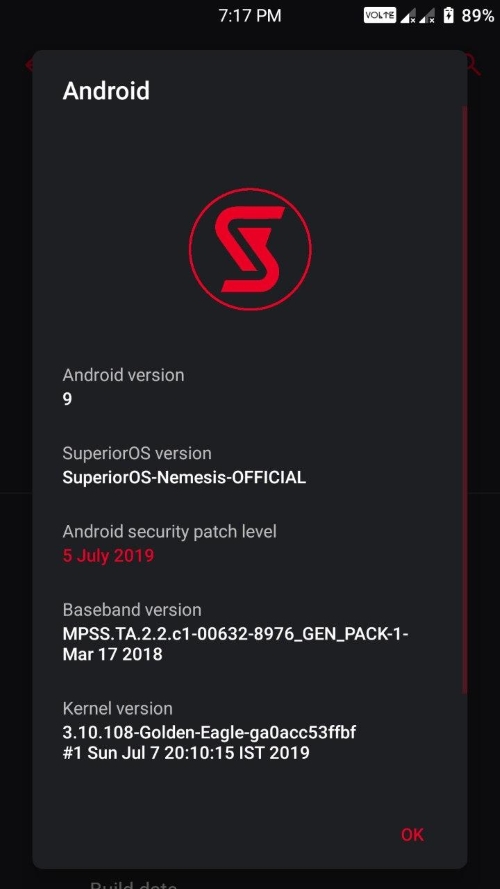 7:17 PM VoLTE 89%
Android
Android version
9
SuperiorOS version
SuperiorOS-Nemesis-OFFICIAL
Android security patch level
5 July 2019
Baseband version
MPSS.TA.2.2.c1-00632-8976_GEN_PACK-1-
Mar 17 2018
Kernel version
3.10.108-Golden-Eagle-ga0acc53ffbf
#1 Sun Jul 7 20:10:15 IST 2019
OK
Build date